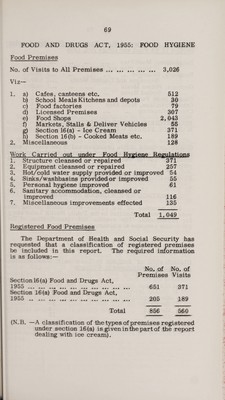 69
FOOD AND DRUGS ACT, 1955: FOOD HYGIENE
Food Premises
No. of Visits to All Premises ... ... ... ... ... ... 3,026
Viz—
1. a) Cafes, canteens etc. 512
b) School Meals Kitchens and depots 30
c) Food factories 79
d) Licensed Premises 307
e) Food Shops 2,043
f) Markets, Stalls & Deliver Vehicles 55
g) Section 16(a) - Ice Cream 371
h) Section 16(b) - Cooked Meats etc. 189
2. Miscellaneous 128
Work Carried out under Food Hygiene Regulations
1. Structure cleansed or repaired 371
2. Equipment cleansed or repaired 257
3. Hot/cold water supply provided or improved 54
4. Sinks/washbasins provided or improved 55
5. Personal hygiene improved 61
6. Sanitary accommodation, cleansed or
improved 116
7. Miscellaneous improvements effected 135
Total 1,049
Registered Food Premises
The Department of Health and Social Security has
requested that a classification of registered premises
be included in this report. The required information
is as follows:—
No. of No. of
Premises Visits
Section 16(a) Food and Drugs Act,
1955 ... ... ... ... ... ... ... ... ... ... 651 371
Section 16(a) Food and Drugs Act,
1955 ... ... ... ... ... ... ... ... ... ... 205 189
Total 856 560
(N.B. —A classification of the types of premises registered
under section 16(a) is given in the part of the report
dealing with ice cream).